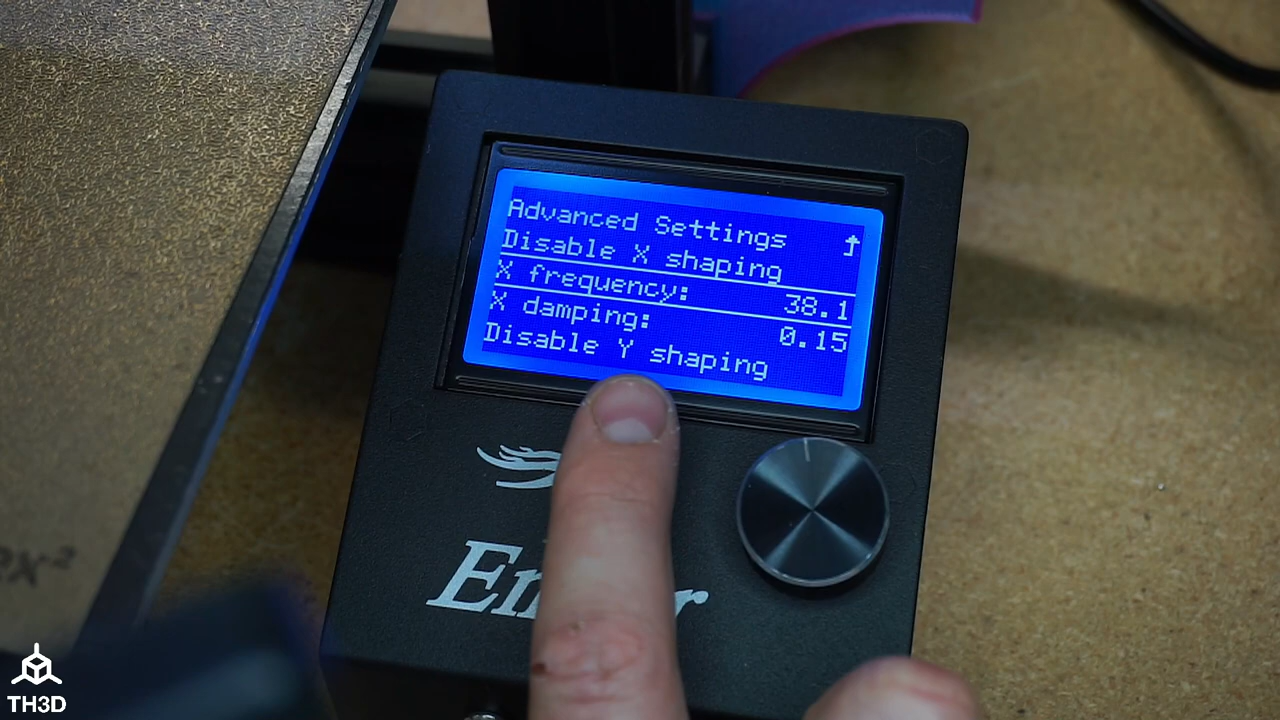 Advanced Settings
Disable X shaping
X frequency: 38.1
X damping: 0.15
Disable Y shaping
TH3D